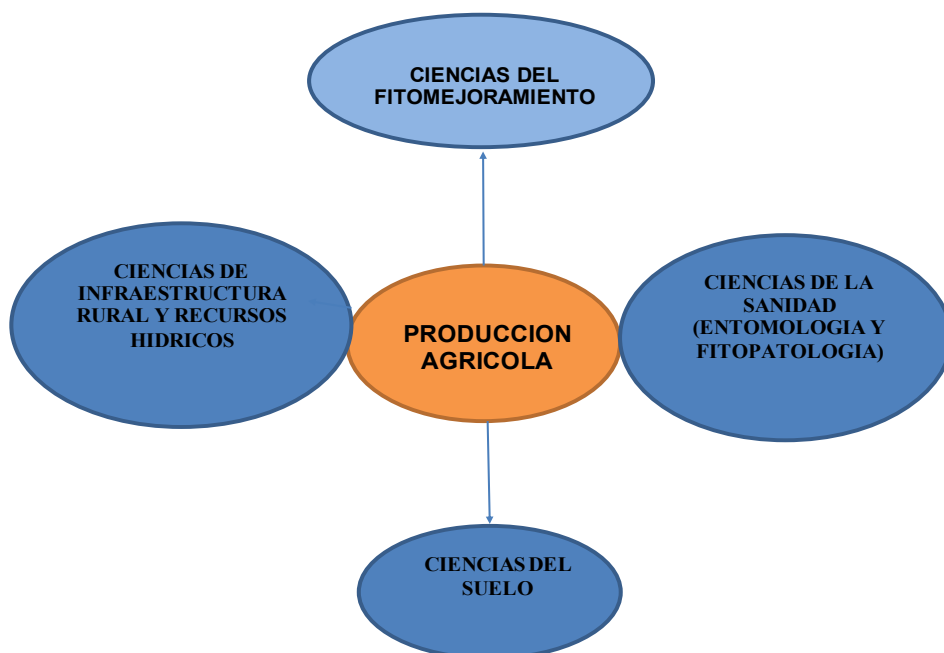 CIENCIAS DEL
FITOMEJORAMIENTO
CIENCIAS DE
INFRAESTRUCTURA
RURAL Y RECURSOS
HIDRICOS
PRODUCCION
AGRICOLA
CIENCIAS DE LA
SANIDAD
(ENTOMOLOGIA Y
FITOPATOLOGIA)
CIENCIAS DEL
SUELO